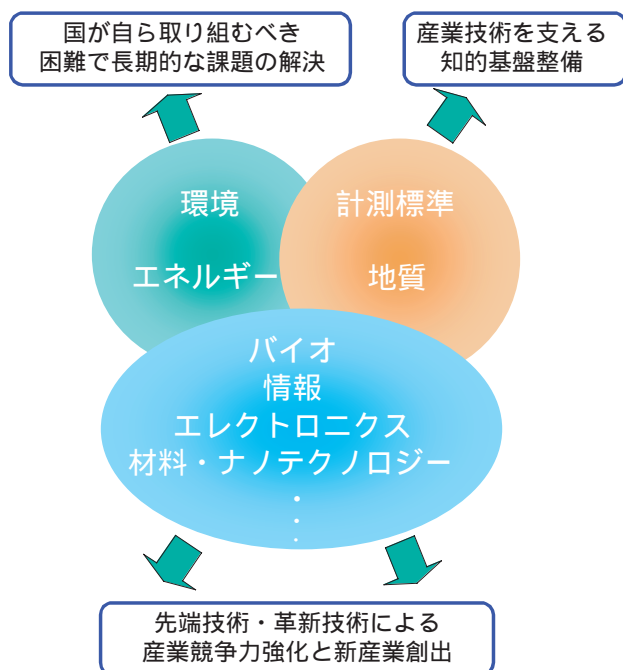 国が自ら取り組むべき
困難で長期的な課題の解決
産業技術を支える
知的基盤整備
環境
エネルギー
計測標準
地質
バイオ
情報
エレクトロニクス
材料・ナノテクノロジー
・
・
・
先端技術・革新技術による
産業競争力強化と新産業創出